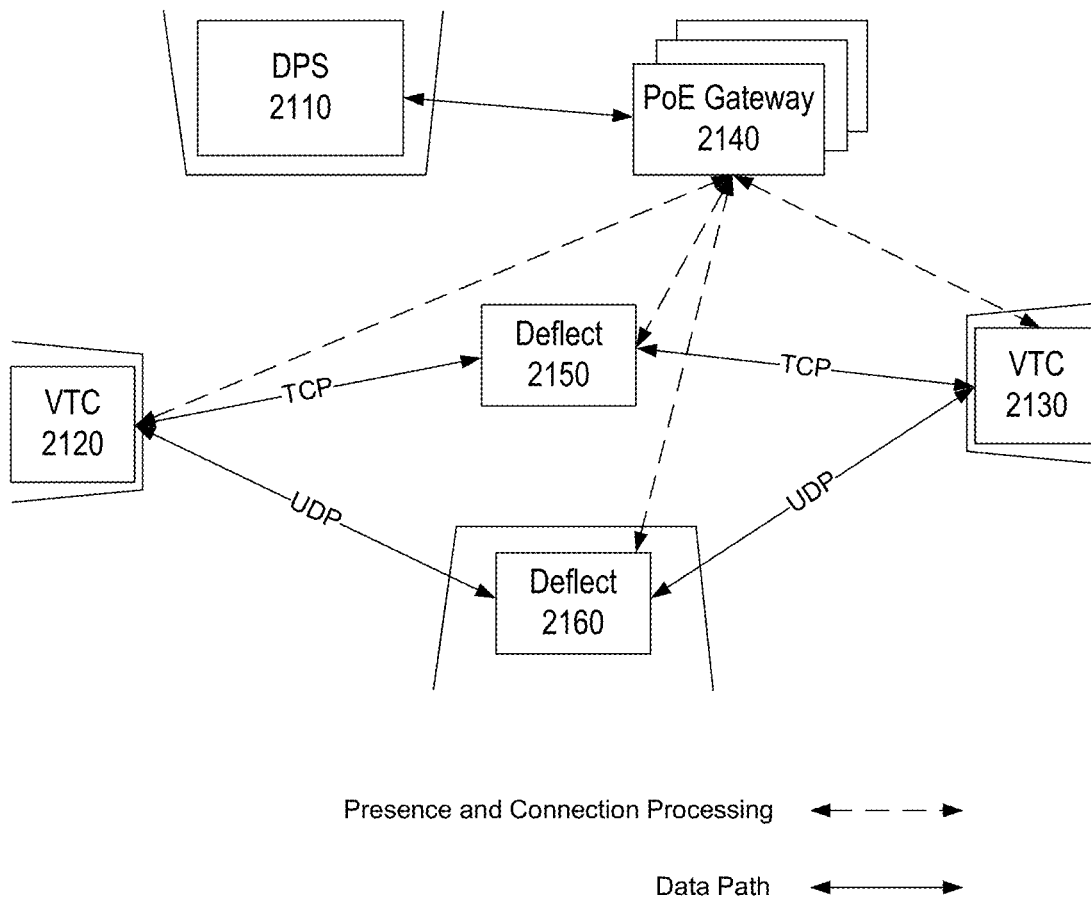 DPS
2110
PoE Gateway
2140
Deflect
2150
TCP
TCP
VTC
2120
VTC
2130
UDP
UDP
Deflect
2160
Presence and Connection Processing
Data Path